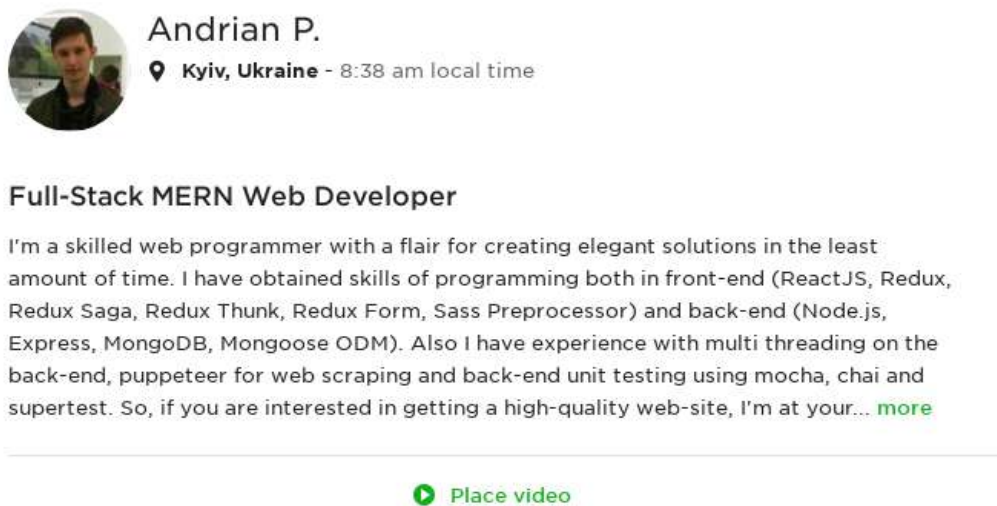 Andrian P.
Kyiv, Ukraine - 8:38 am local time
Full-Stack MERN Web Developer
I'm a skilled web programmer with a flair for creating elegant solutions in the least
amount of time. I have obtained skills of programming both in front-end (ReactJS, Redux,
Redux Saga, Redux Thunk, Redux Form, Sass Preprocessor) and back-end (Node.js,
Express, MongoDB, Mongoose ODM). Also I have experience with multi threading on the
back-end, puppeteer for web scraping and back-end unit testing using mocha, chai and
supertest. So, if you are interested in getting a high-quality web-site, I'm at your... more
Place video